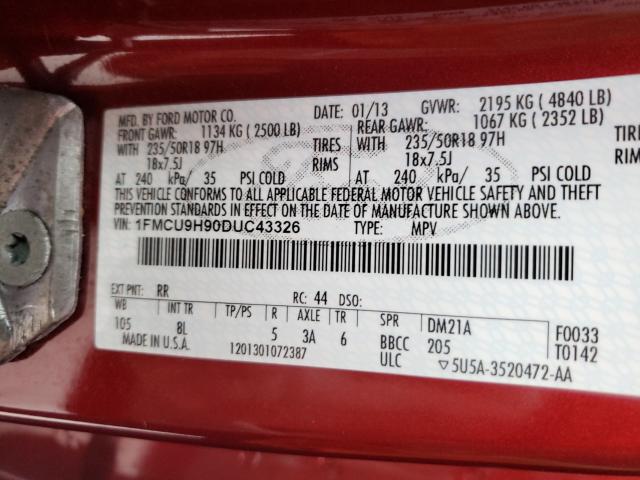 MFD. BY FORD MOTOR CO. DATE: 01/13 GVWR: 2195 KG ( 4840 LB)
FRONT GAWR: 1134 KG ( 2500 LB) REAR GAWR: 1067 KG ( 2352 LB)
WITH 235/50R18 97H TIRES WITH 235/50R18 97H
18x7.5J RIMS 18x7.5J
AT 240 kPa/ 35 PSI COLD AT 240 kPa/ 35 PSI COLD
THIS VEHICLE CONFORMS TO ALL APPLICABLE FEDERAL MOTOR VEHICLE SAFETY AND THEFT
PREVENTION STANDARDS IN EFFECT ON THE DATE OF MANUFACTURE SHOWN ABOVE.
VIN: 1FMCU9H90DUC43326 TYPE: MPV
EXT PNT: RR RC: 44 DSO:
WB INT TR TP/PS R AXLE TR SPR DM21A F0033
105 8L 5 3A 6 BBCC 205 T0142
MADE IN U.S.A. 1201301072387 ULC ▽5U5A-3520472-AA